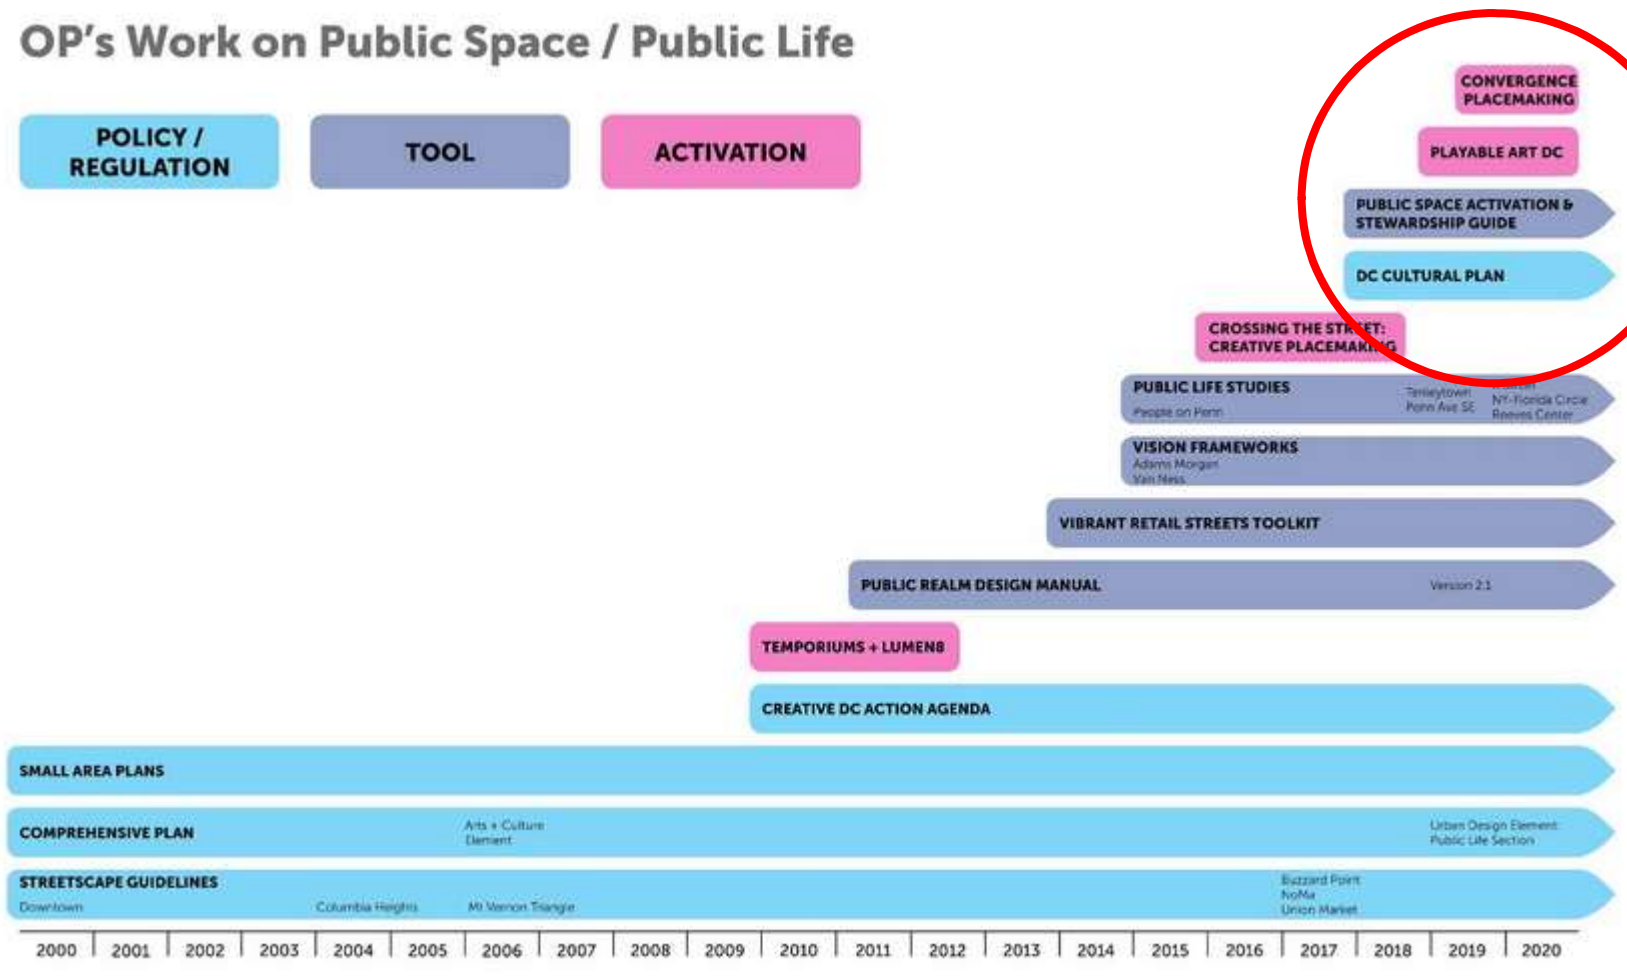 OP's Work on Public Space / Public Life
POLICY /
REGULATION
TOOL
ACTIVATION
CONVERGENCE
PLACEMAKING
PLAYABLE ART DC
PUBLIC SPACE ACTIVATION &
STEWARDSHIP GUIDE
DC CULTURAL PLAN
CROSSING THE STREET:
CREATIVE PLACEMAKING
PUBLIC LIFE STUDIES
People on Penn
Tenleytown
Penn Ave SE
NY-Florida Circle
Reeves Center
VISION FRAMEWORKS
Adams Morgan
Van Ness
VIBRANT RETAIL STREETS TOOLKIT
PUBLIC REALM DESIGN MANUAL
Version 2.1
TEMPORIUMS + LUMEN8
CREATIVE DC ACTION AGENDA
SMALL AREA PLANS
COMPREHENSIVE PLAN
Arts + Culture
Element
Urban Design Element:
Public Life Section
STREETSCAPE GUIDELINES
Downtown
Columbia Heights
Mt Vernon Triangle
Buzzard Point
NoMa
Union Market
2000 2001 2002 2003 2004 2005 2006 2007 2008 2009 2010 2011 2012 2013 2014 2015 2016 2017 2018 2019 2020